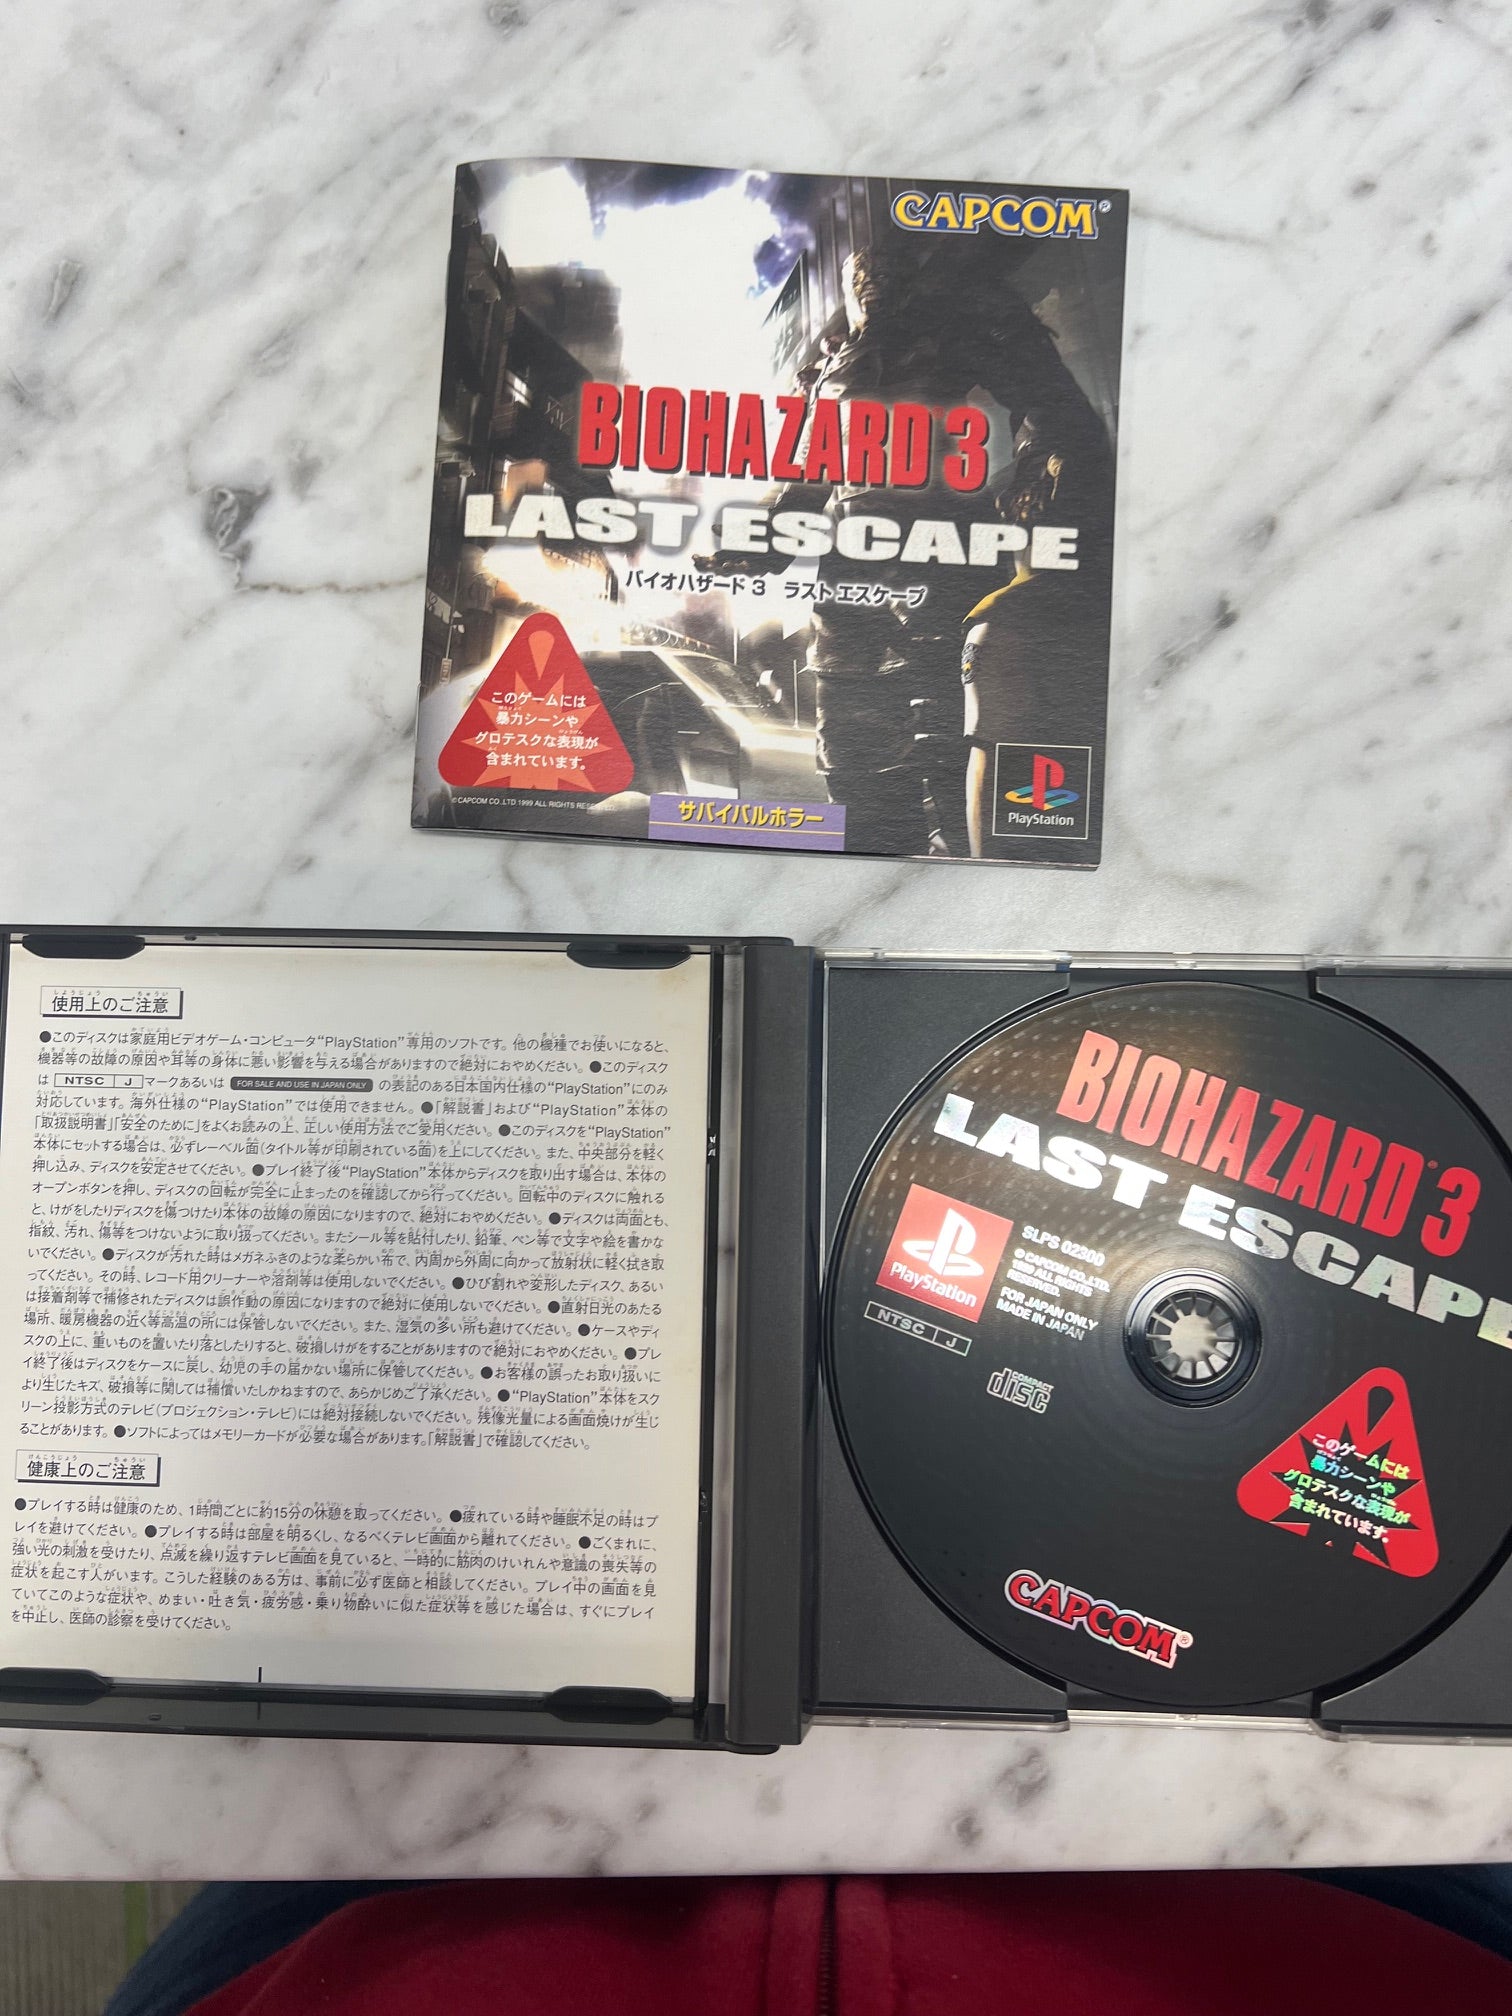 CAPCOM®
BIOHAZARD®3
LAST ESCAPE
バイオハザード3 ラスト エスケープ
このゲームには
暴力シーンや
グロテスクな表現が
含まれています。
©CAPCOM CO.,LTD.1999 ALL RIGHTS RESERVED.
サバイバルホラー
PlayStation
使用上のご注意
●このディスクは家庭用ビデオゲーム・コンピュータ“PlayStation”専用のソフトです。他の機種でお使いになると、
機器等の故障の原因や耳等の身体に悪い影響を与える場合がありますので絶対におやめください。●このディスク
は NTSC J マークあるいは FOR SALE AND USE IN JAPAN ONLY の表記のある日本国内仕様の“PlayStation”にのみ
対応しています。海外仕様の“PlayStation”では使用できません。●「解説書」および“PlayStation”本体の
「取扱説明書」「安全のために」をよくお読みの上、正しい使用方法でご愛用ください。●このディスクを“PlayStation”
本体にセットする場合は、必ずレーベル面(タイトル等が印刷されている面)を上にしてください。また、中央部分を軽く
押し込み、ディスクを安定させてください。●プレイ終了後“PlayStation”本体からディスクを取り出す場合は、本体の
オープンボタンを押し、ディスクの回転が完全に止まったのを確認してから行ってください。回転中のディスクに触れる
と、けがをしたりディスクを傷つけたり本体の故障の原因になりますので、絶対におやめください。●ディスクは両面とも、
指紋、汚れ、傷等をつけないように取り扱ってください。またシール等を貼付したり、鉛筆、ペン等で文字や絵を書かな
いでください。●ディスクが汚れた時はメガネふきのような柔らかい布で、内周から外周に向かって放射状に軽く拭き取
ってください。その時、レコード用クリーナーや溶剤等は使用しないでください。●ひび割れや変形したディスク、あるい
は接着剤等で補修されたディスクは誤作動の原因になりますので絶対に使用しないでください。●直射日光のあたる
場所、暖房機器の近く等高温の所には保管しないでください。また、湿気の多い所も避けてください。●ケースやディ
スクの上に、重いものを置いたり落としたりすると、破損しけがをすることがありますので絶対におやめください。●プレ
イ終了後はディスクをケースに戻し、幼児の手の届かない場所に保管してください。●お客様の誤ったお取り扱いに
より生じたキズ、破損等に関しては補償いたしかねますので、あらかじめご了承ください。●“PlayStation”本体をスク
リーン投影方式のテレビ(プロジェクション・テレビ)には絶対接続しないでください。残像光量による画面焼けが生じ
ることがあります。●ソフトによってはメモリーカードが必要な場合があります。「解説書」で確認してください。
健康上のご注意
●プレイする時は健康のため、1時間ごとに約15分の休憩を取ってください。●疲れている時や睡眠不足の時はプ
レイを避けてください。●プレイする時は部屋を明るくし、なるべくテレビ画面から離れてください。●ごくまれに、
強い光の刺激を受けたり、点滅を繰り返すテレビ画面を見ていると、一時的に筋肉のけいれんや意識の喪失等の
症状を起こす人がいます。こうした経験のある方は、事前に必ず医師と相談してください。プレイ中の画面を見
ていてこのような症状や、めまい・吐き気・疲労感・乗り物酔いに似た症状等を感じた場合は、すぐにプレイ
を中止し、医師の診察を受けてください。
BIOHAZARD®3
LAST ESCAPE
PlayStation
NTSC J
SLPS 02300
© CAPCOM CO.,LTD.
1999 ALL RIGHTS
RESERVED.
FOR JAPAN ONLY
MADE IN JAPAN
COMPACT
disc
このゲームには
暴力シーンや
グロテスクな表現が
含まれています。
CAPCOM®